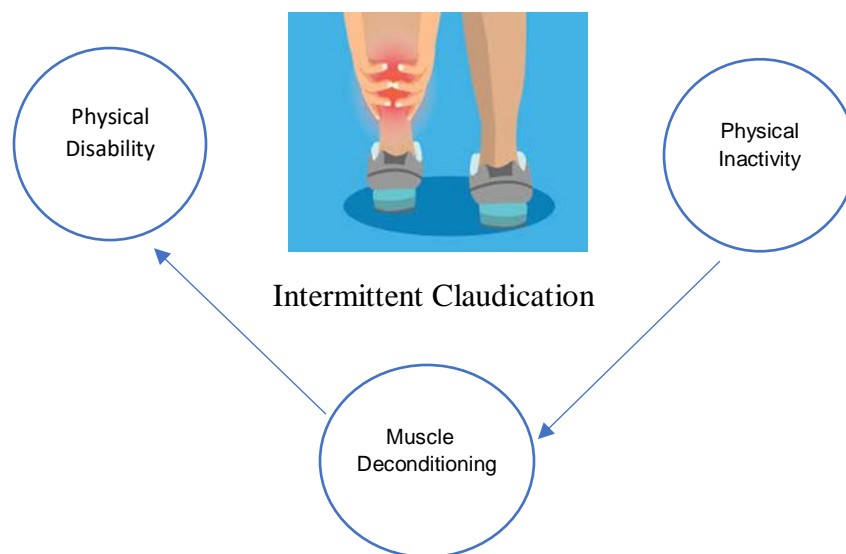 Physical
Disability
Physical
Inactivity
Intermittent Claudication
Muscle
Deconditioning